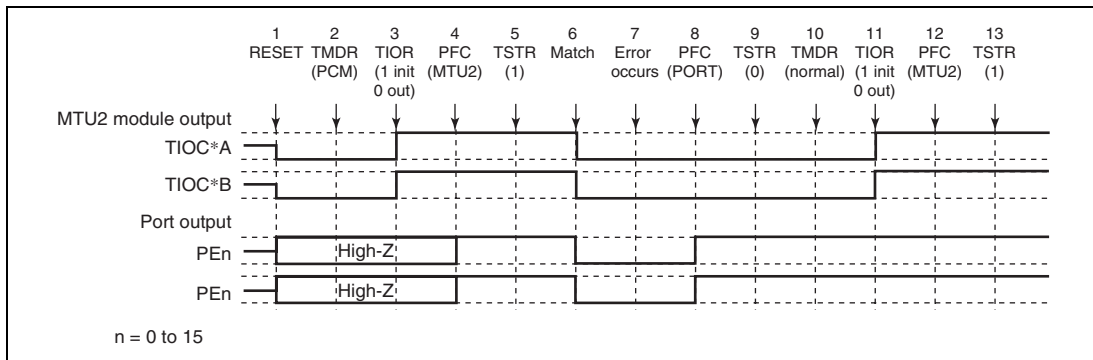 1 2 3 4 5 6 7 8 9 10 11 12 13
RESET TMDR TIOR PFC TSTR Match Error PFC TSTR TMDR TIOR PFC TSTR
(PCM) (1 init (MTU2) (1) occurs (PORT) (0) (normal) (1 init (MTU2) (1)
0 out) 0 out)
MTU2 module output
TIOC*A
TIOC*B
Port output
PEn High-Z
PEn High-Z
n = 0 to 15